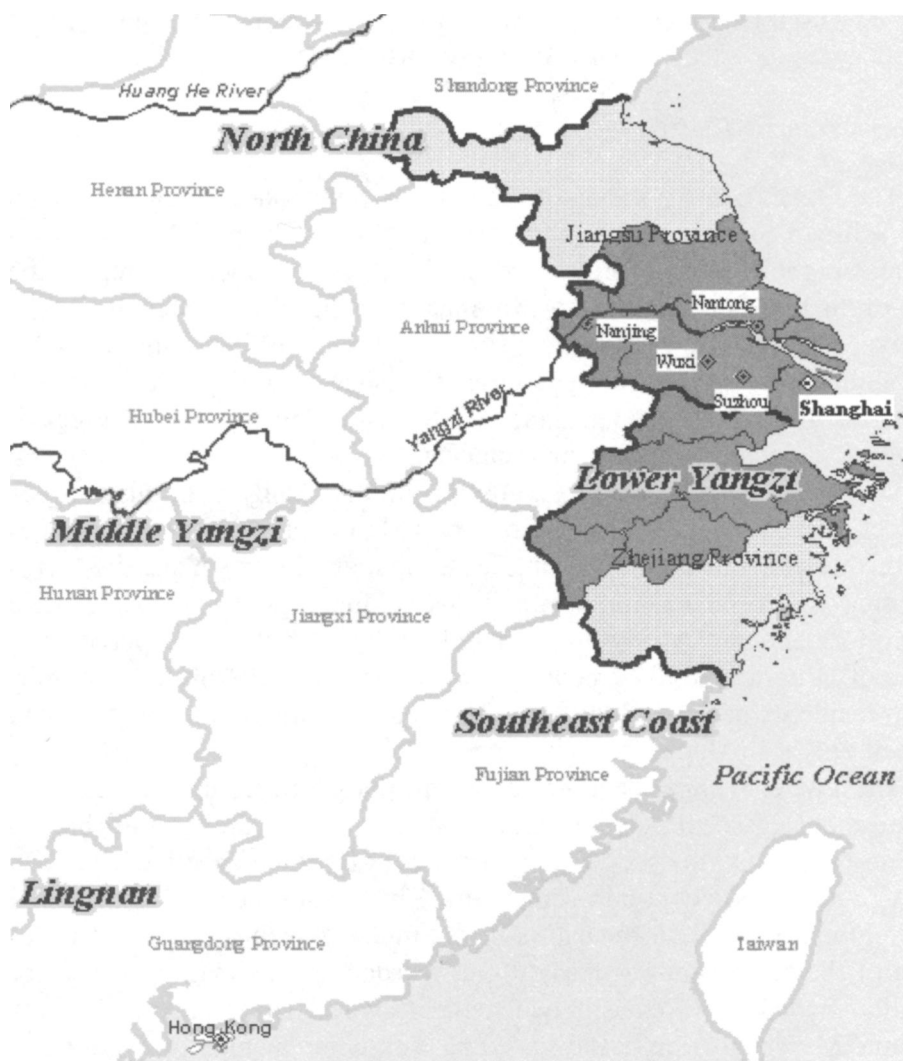 Shandong Province
Huang He River
North China
Henan Province
Jiangsu Province
Nantong
Anhui Province
Nanjing
Wuxi
Suzhou
Shanghai
Hubei Province
Yangzi River
Lower Yangzi
Middle Yangzi
Zhejiang Province
Hunan Province
Jiangxi Province
Southeast Coast
Fujian Province
Pacific Ocean
Lingnan
Guangdong Province
Taiwan
Hong Kong